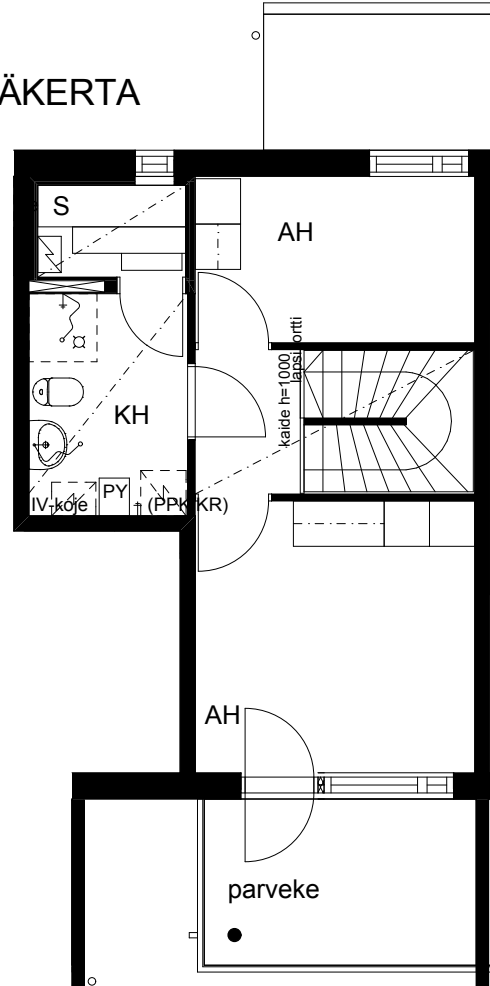 ÄKERTA
S
AH
kaide h=1000
lapsiportti
KH
IV-koje
PY
(PPK/KR)
AH
parveke